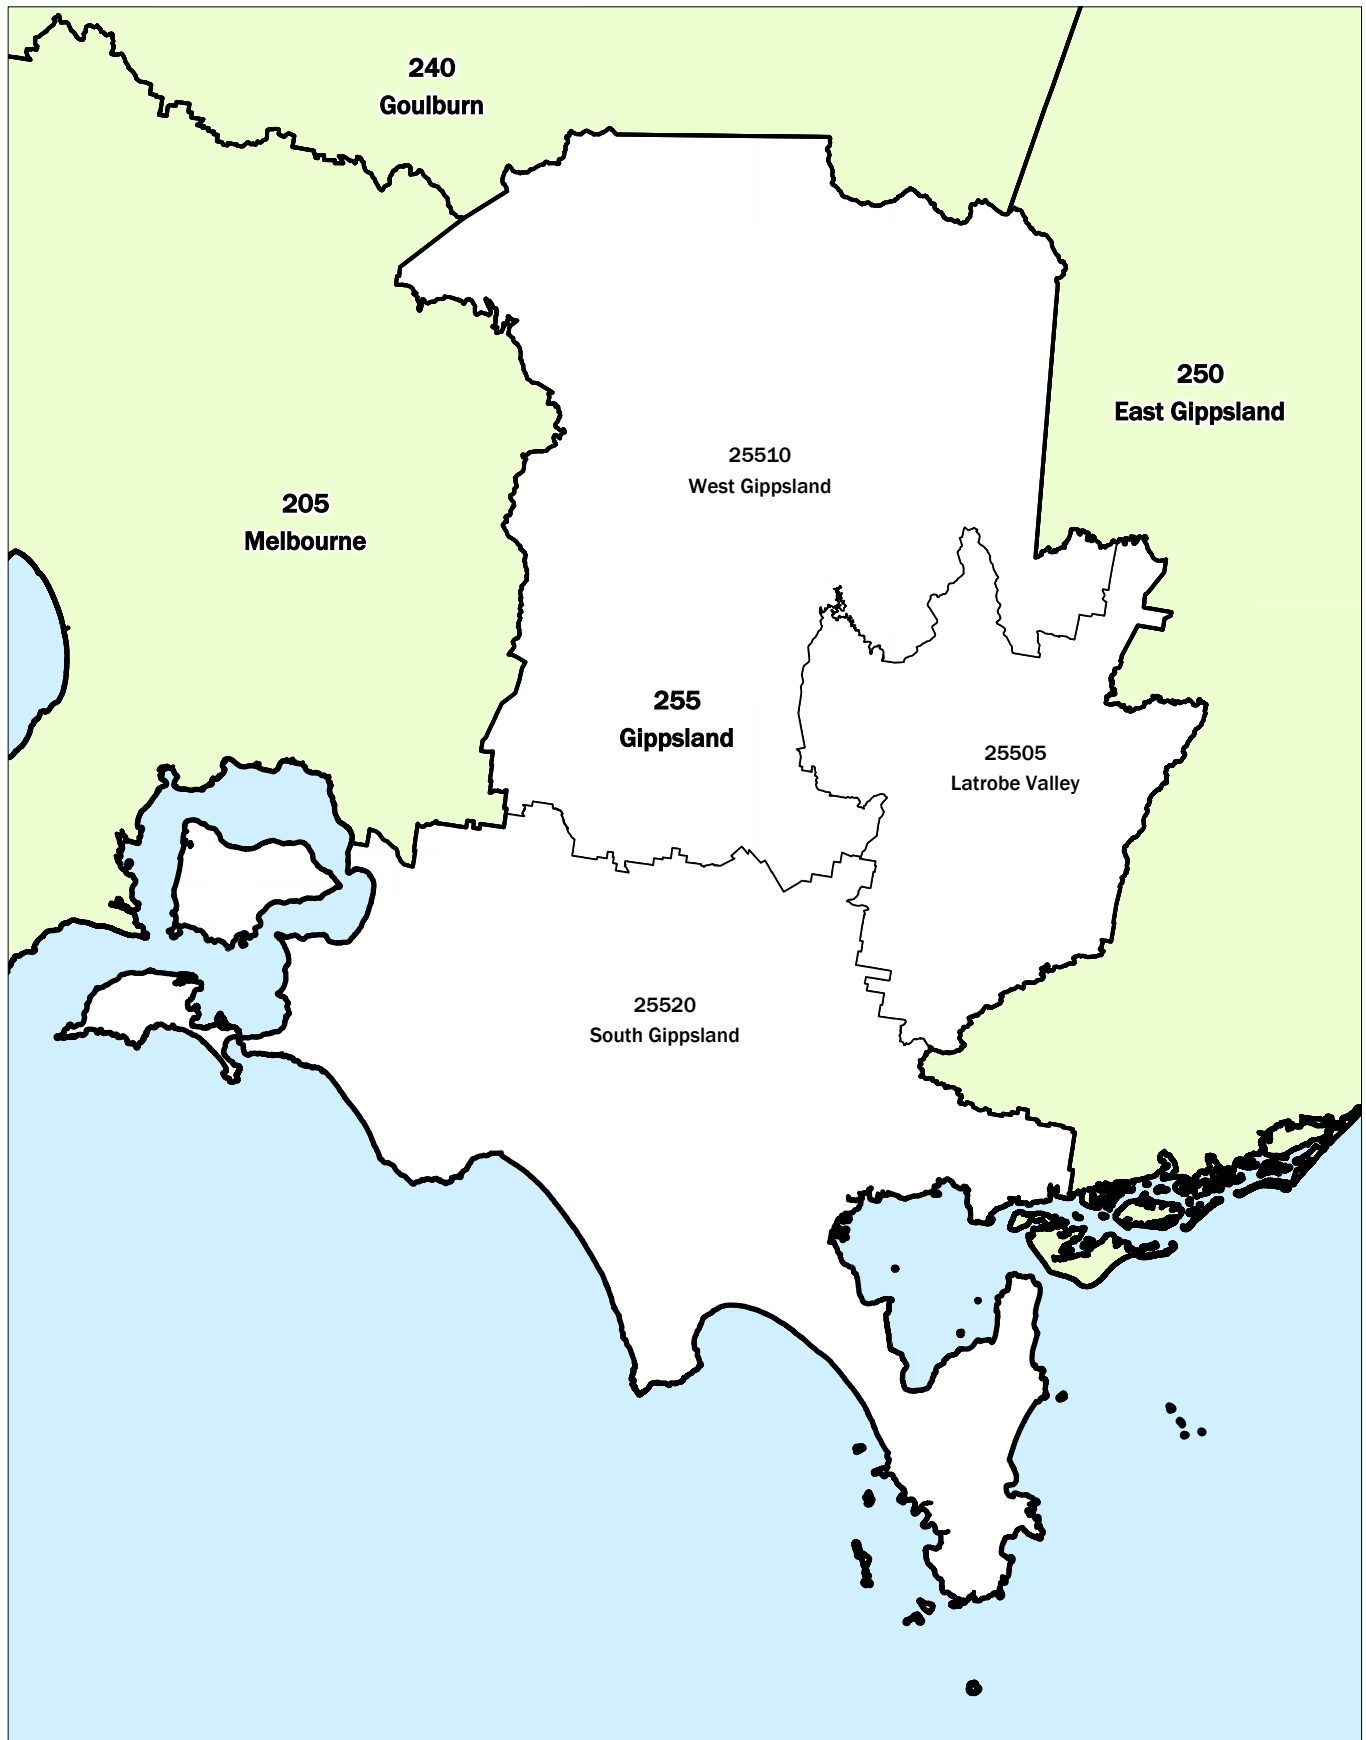 240
Goulburn
250
East Gippsland
25510
West Gippsland
205
Melbourne
255
Gippsland
25505
Latrobe Valley
25520
South Gippsland